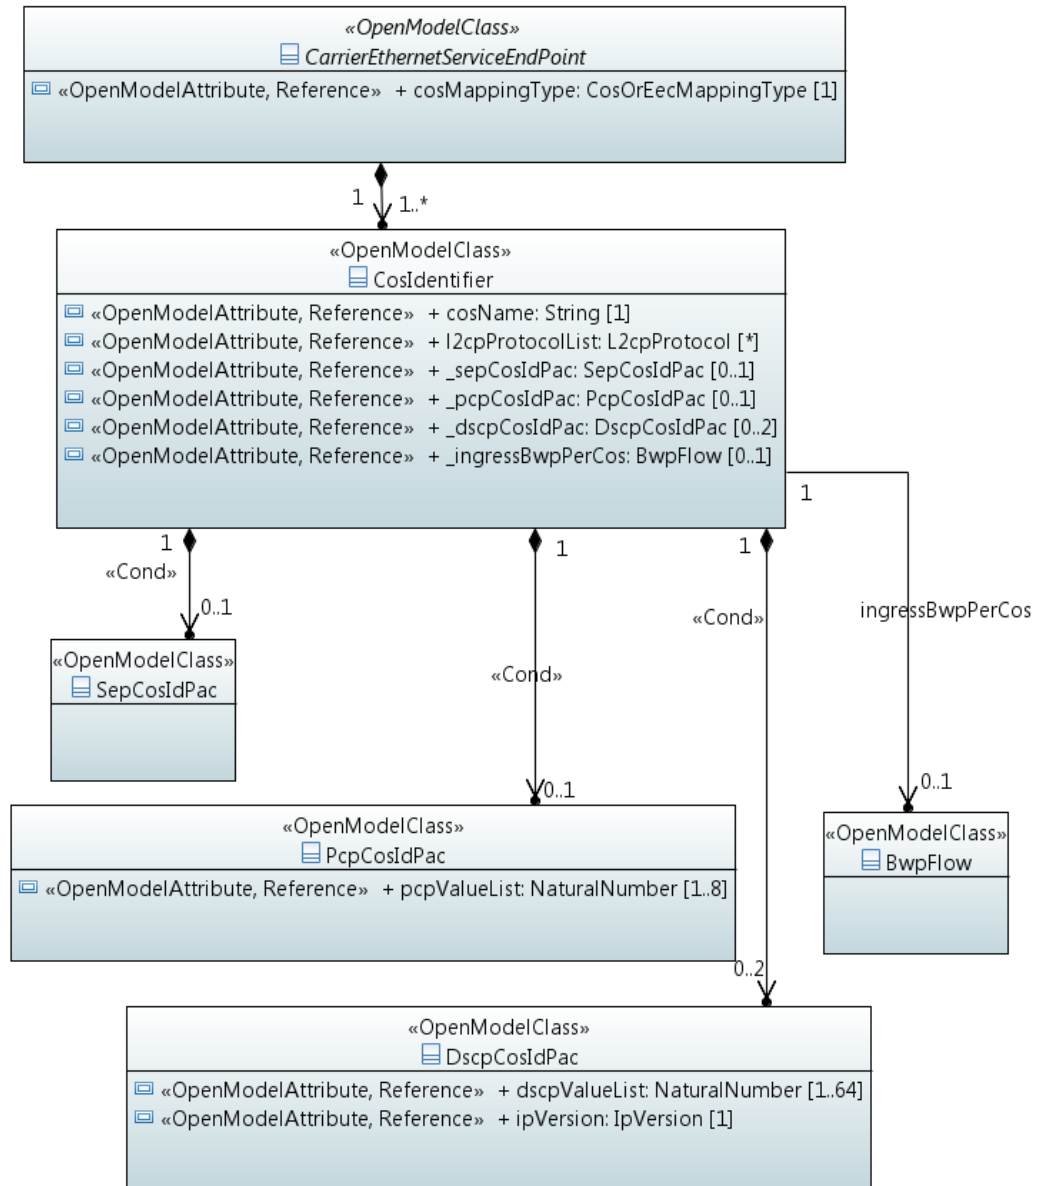 «OpenModelClass»
CarrierEthernetServiceEndPoint
«OpenModelAttribute, Reference» + cosMappingType: CosOrEecMappingType [1]
1
1..*
«OpenModelClass»
CosIdentifier
«OpenModelAttribute, Reference» + cosName: String [1]
«OpenModelAttribute, Reference» + l2cpProtocolList: L2cpProtocol [*]
«OpenModelAttribute, Reference» + _sepCosIdPac: SepCosIdPac [0..1]
«OpenModelAttribute, Reference» + _pcpCosIdPac: PcpCosIdPac [0..1]
«OpenModelAttribute, Reference» + _dscpCosIdPac: DscpCosIdPac [0..2]
«OpenModelAttribute, Reference» + _ingressBwpPerCos: BwpFlow [0..1]
1
1
1
1
«Cond»
0..1
«Cond»
ingressBwpPerCos
«OpenModelClass»
SepCosIdPac
«Cond»
0..1
0..1
«OpenModelClass»
PcpCosIdPac
«OpenModelAttribute, Reference» + pcpValueList: NaturalNumber [1..8]
«OpenModelClass»
BwpFlow
0..2
«OpenModelClass»
DscpCosIdPac
«OpenModelAttribute, Reference» + dscpValueList: NaturalNumber [1..64]
«OpenModelAttribute, Reference» + ipVersion: IpVersion [1]